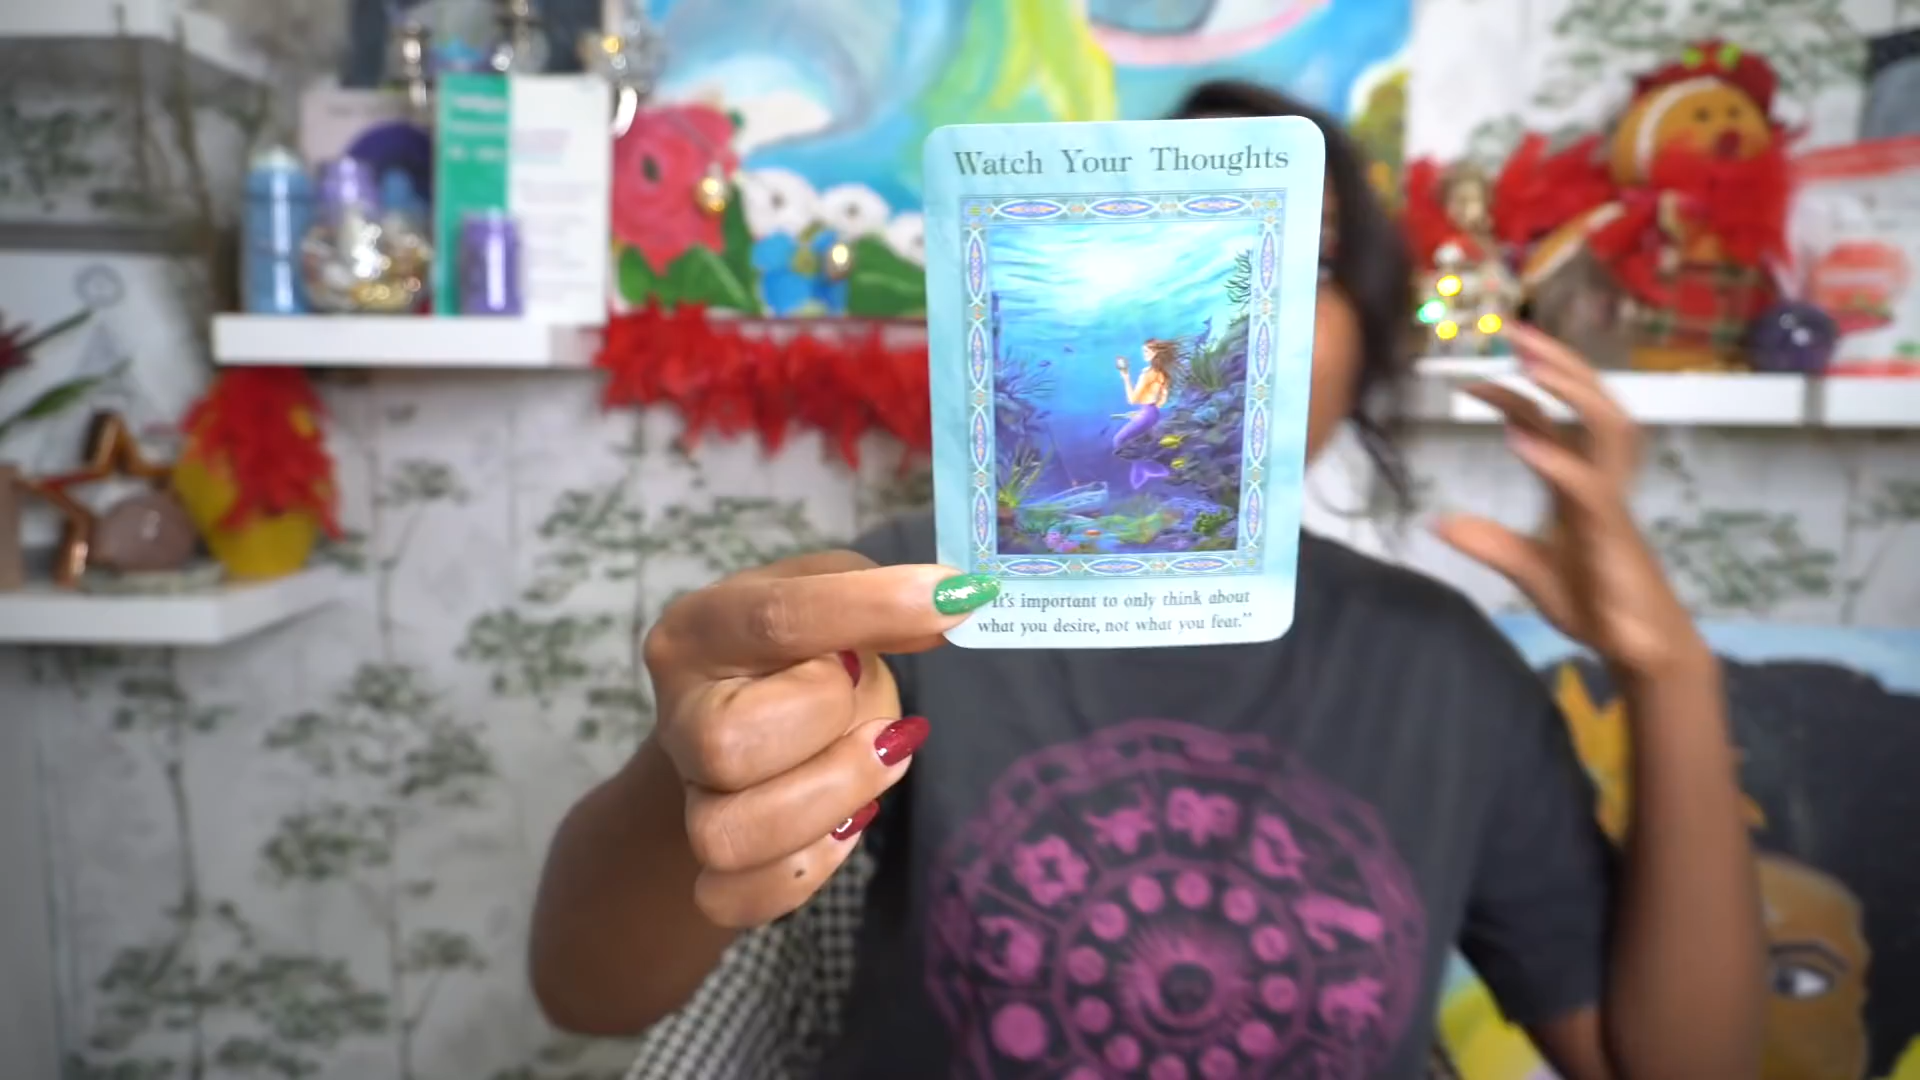 Watch Your Thoughts
It's important to only think about
what you desire, not what you fear."